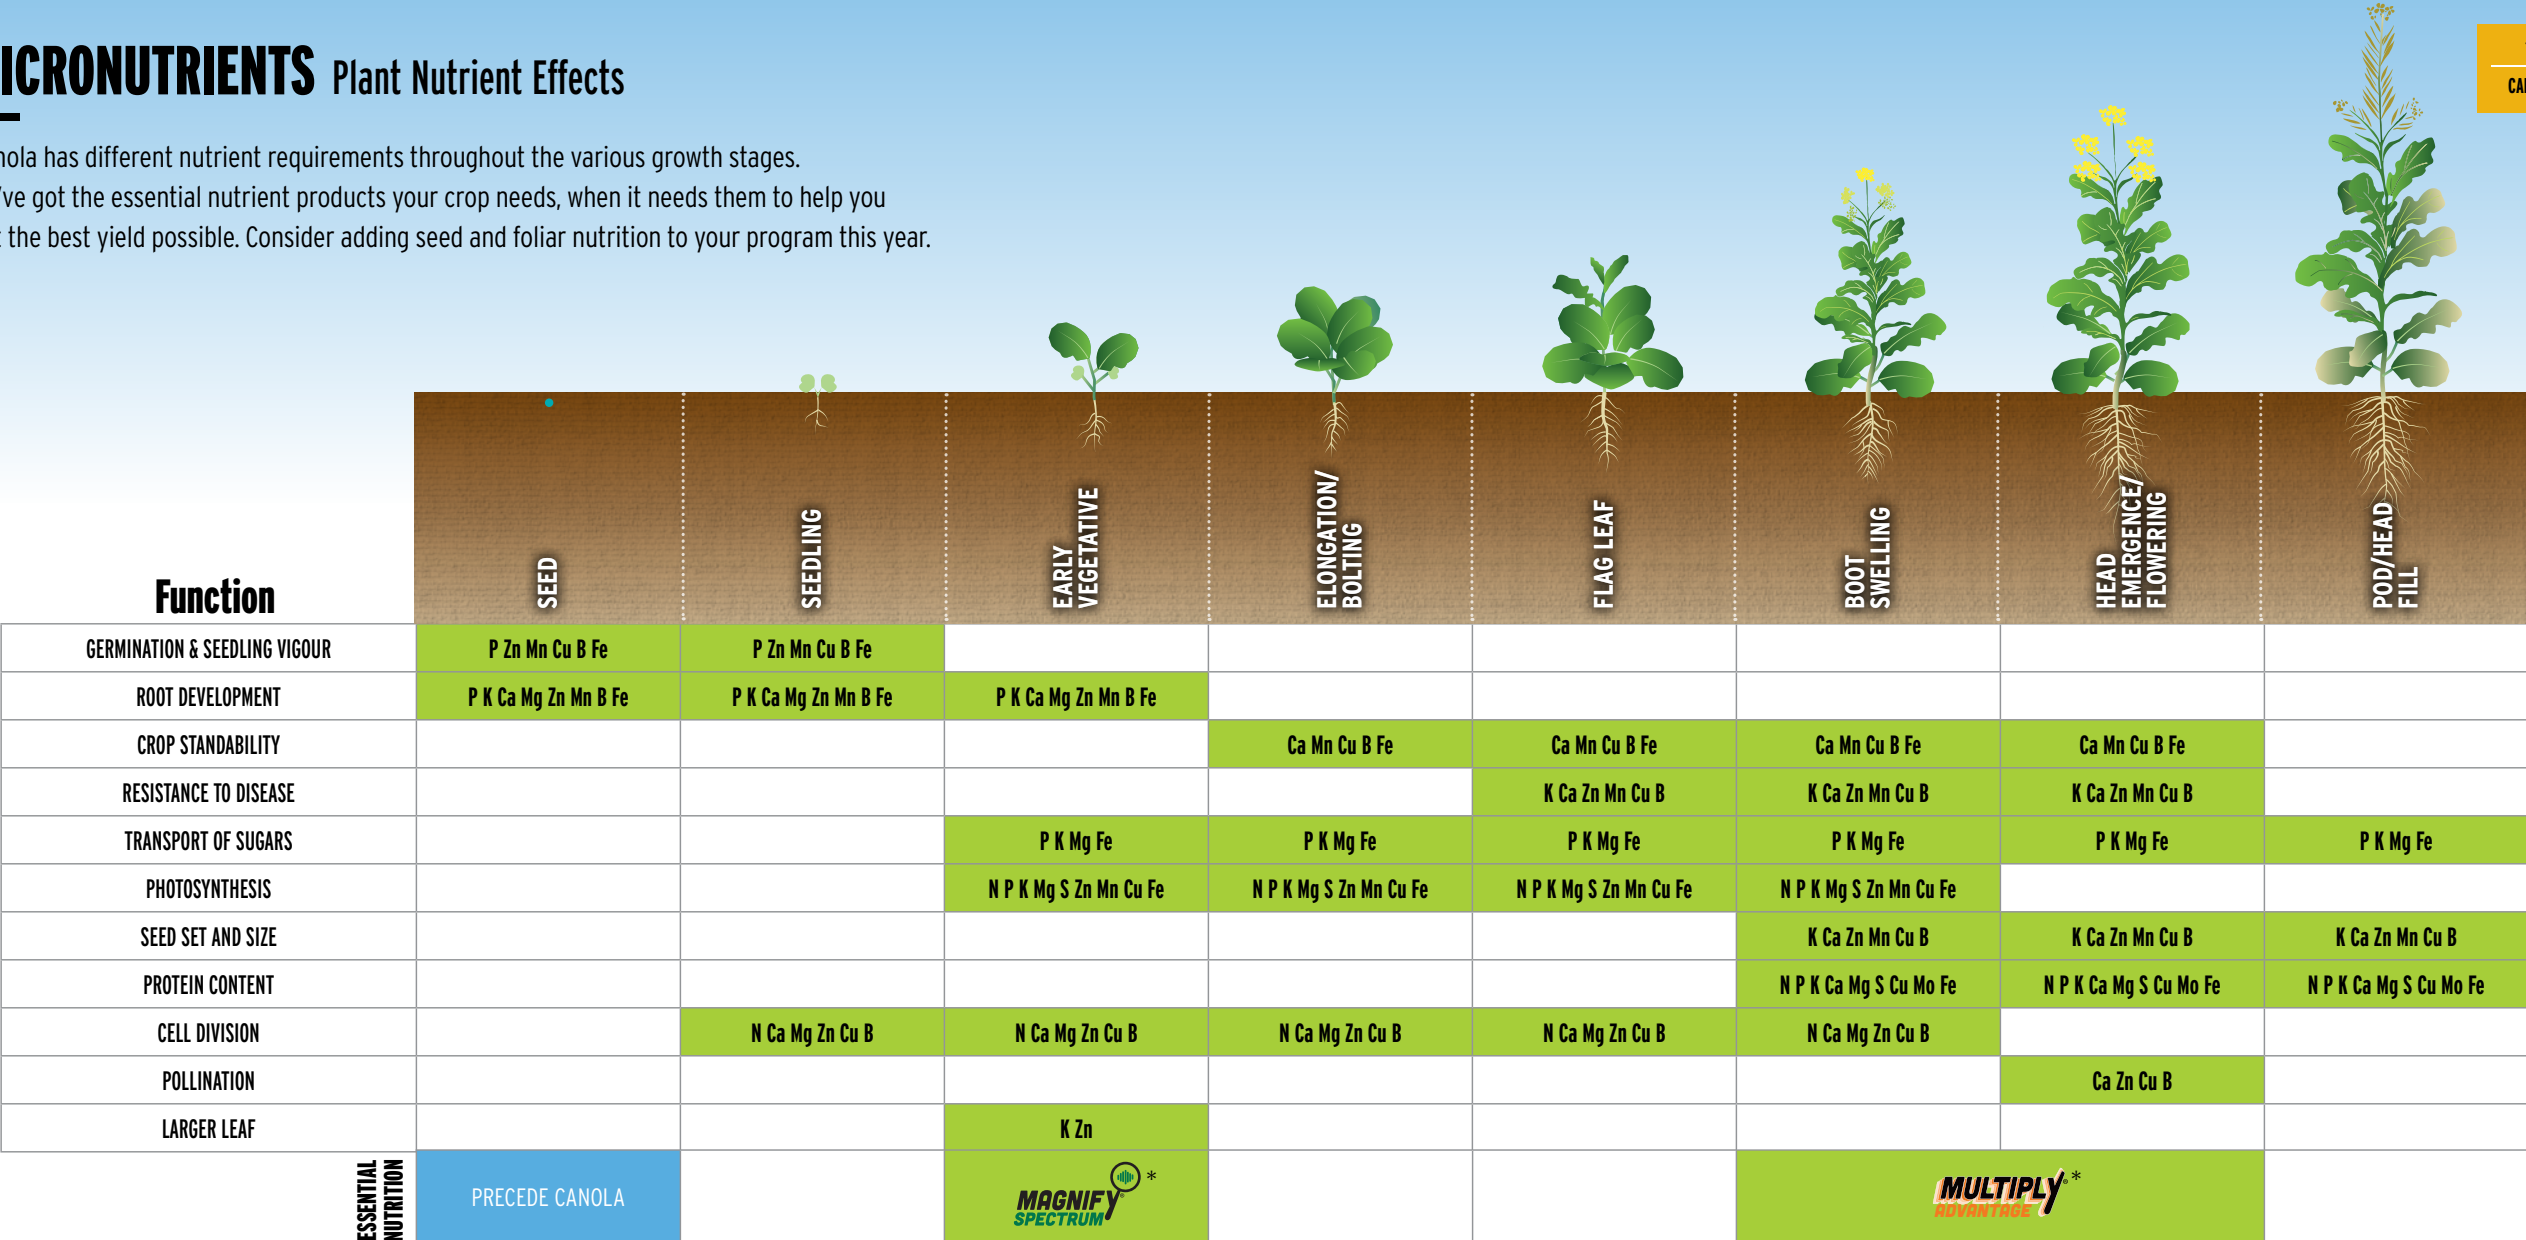 ICRONUTRIENTS Plant Nutrient Effects
CA
nola has different nutrient requirements throughout the various growth stages.
've got the essential nutrient products your crop needs, when it needs them to help you
t the best yield possible. Consider adding seed and foliar nutrition to your program this year.
Function
SEED
SEEDLING
EARLY
VEGETATIVE
ELONGATION/
BOLTING
FLAG LEAF
BOOT
SWELLING
HEAD
EMERGENCE/
FLOWERING
POD/HEAD
FILL
GERMINATION & SEEDLING VIGOUR P Zn Mn Cu B Fe P Zn Mn Cu B Fe
ROOT DEVELOPMENT P K Ca Mg Zn Mn B Fe P K Ca Mg Zn Mn B Fe P K Ca Mg Zn Mn B Fe
CROP STANDABILITY Ca Mn Cu B Fe Ca Mn Cu B Fe Ca Mn Cu B Fe Ca Mn Cu B Fe
RESISTANCE TO DISEASE K Ca Zn Mn Cu B K Ca Zn Mn Cu B K Ca Zn Mn Cu B
TRANSPORT OF SUGARS P K Mg Fe P K Mg Fe P K Mg Fe P K Mg Fe P K Mg Fe P K Mg Fe
PHOTOSYNTHESIS N P K Mg S Zn Mn Cu Fe N P K Mg S Zn Mn Cu Fe N P K Mg S Zn Mn Cu Fe N P K Mg S Zn Mn Cu Fe
SEED SET AND SIZE K Ca Zn Mn Cu B K Ca Zn Mn Cu B K Ca Zn Mn Cu B
PROTEIN CONTENT N P K Ca Mg S Cu Mo Fe N P K Ca Mg S Cu Mo Fe N P K Ca Mg S Cu Mo Fe
CELL DIVISION N Ca Mg Zn Cu B N Ca Mg Zn Cu B N Ca Mg Zn Cu B N Ca Mg Zn Cu B N Ca Mg Zn Cu B
POLLINATION Ca Zn Cu B
LARGER LEAF K Zn
ESSENTIAL
NUTRITION
PRECEDE CANOLA
MAGNIFY® *
SPECTRUM
MULTIPLY® *
ADVANTAGE